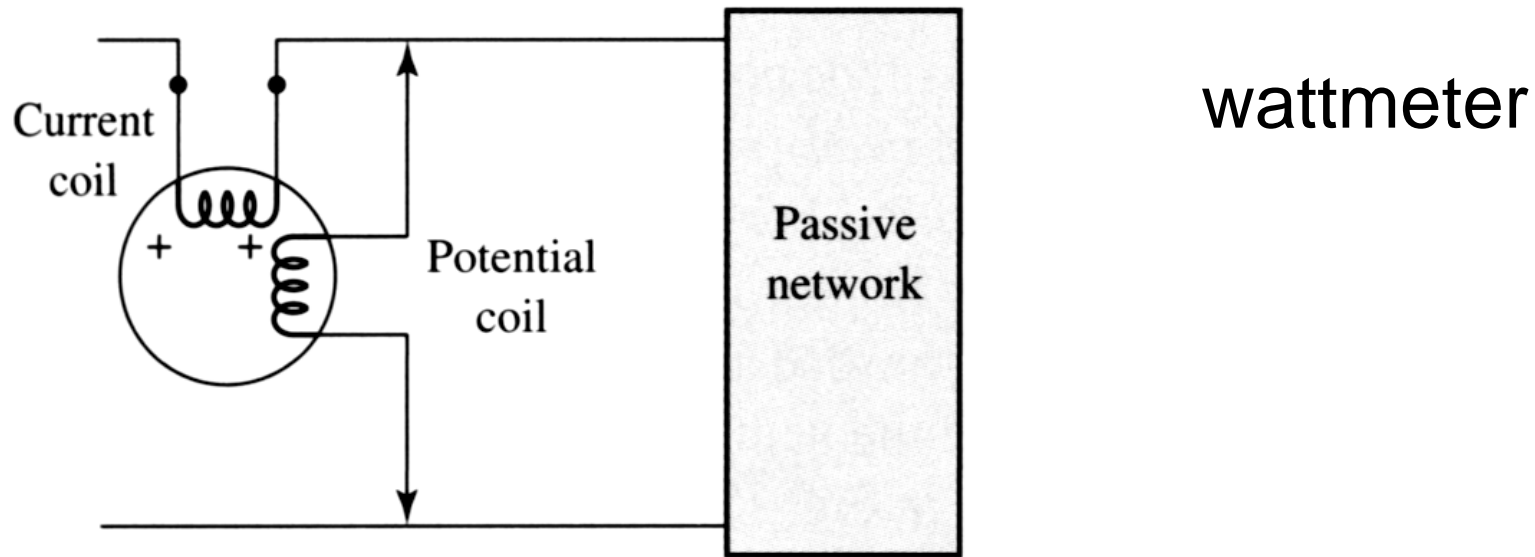 wattmeter
Current
coil
+ +
Potential
coil
Passive
network